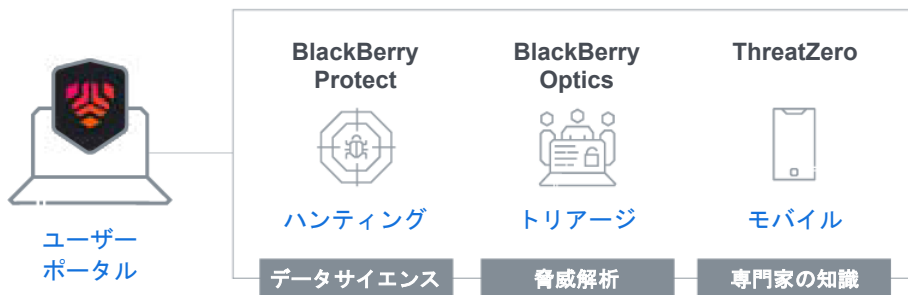 BlackBerry
Protect
BlackBerry
Optics
ThreatZero
ハンティング
トリアージ
モバイル
ユーザー
ポータル
データサイエンス
脅威解析
専門家の知識